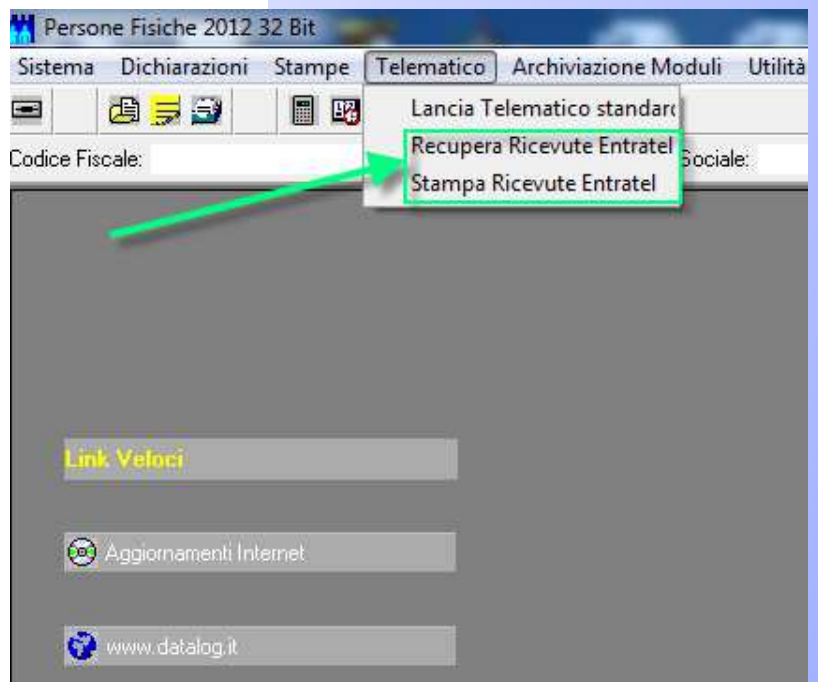 Persone Fisiche 2012 32 Bit
Sistema Dichiarazioni Stampe Telematico Archiviazione Moduli Utilità
Lancia Telematico standard
Recupera Ricevute Entratel
Codice Fiscale: Sociale:
Stampa Ricevute Entratel
Link Veloci
Aggiornamenti Internet
www.datalog.it